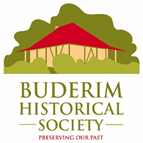 BUDERIM
HISTORICAL
SOCIETY
PRESERVING OUR PAST